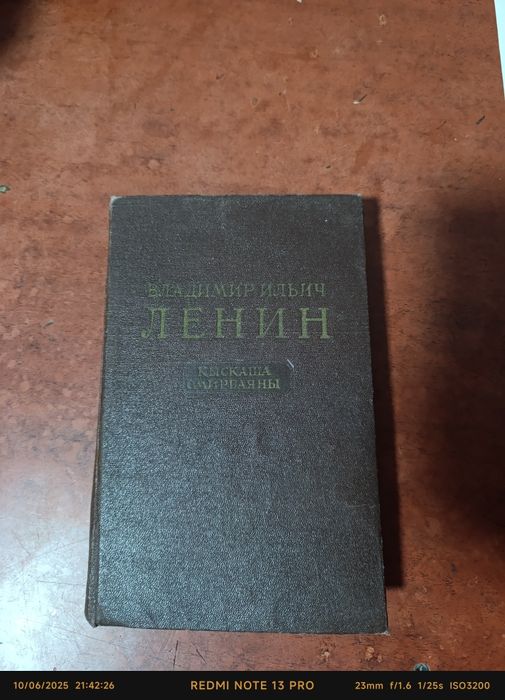 ВЛАДИМИР ИЛЬИЧ
ЛЕНИН
КЫСКАША
ӨМИРБАЯНЫ
10/06/2025 21:42:26
REDMI NOTE 13 PRO
23mm f/1.6 1/25s ISO3200